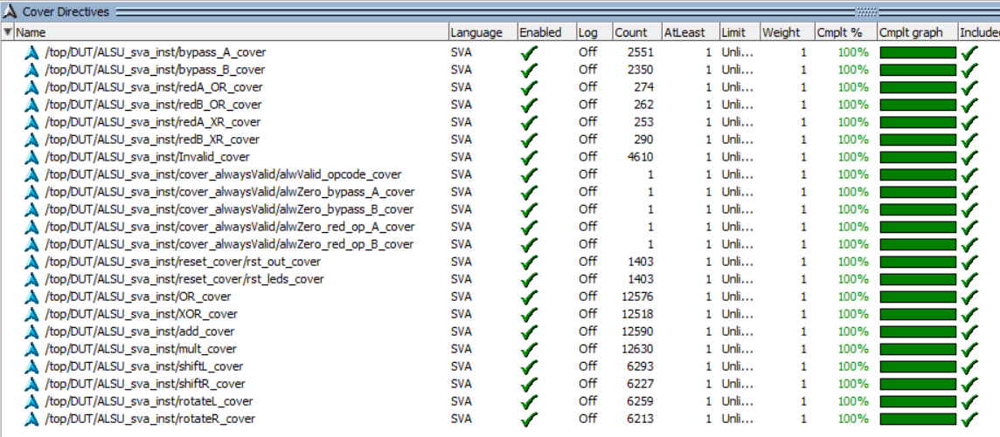 Cover Directives
Name Language Enabled Log Count AtLeast Limit Weight Cmplt % Cmplt graph Included
/top/DUT/ALSU_sva_inst/bypass_A_cover SVA Off 2551 1 Unli... 1 100%
/top/DUT/ALSU_sva_inst/bypass_B_cover SVA Off 2350 1 Unli... 1 100%
/top/DUT/ALSU_sva_inst/redA_OR_cover SVA Off 274 1 Unli... 1 100%
/top/DUT/ALSU_sva_inst/redB_OR_cover SVA Off 262 1 Unli... 1 100%
/top/DUT/ALSU_sva_inst/redA_XR_cover SVA Off 253 1 Unli... 1 100%
/top/DUT/ALSU_sva_inst/redB_XR_cover SVA Off 290 1 Unli... 1 100%
/top/DUT/ALSU_sva_inst/Invalid_cover SVA Off 4610 1 Unli... 1 100%
/top/DUT/ALSU_sva_inst/cover_alwaysValid/alwValid_opcode_cover SVA Off 1 1 Unli... 1 100%
/top/DUT/ALSU_sva_inst/cover_alwaysValid/alwZero_bypass_A_cover SVA Off 1 1 Unli... 1 100%
/top/DUT/ALSU_sva_inst/cover_alwaysValid/alwZero_bypass_B_cover SVA Off 1 1 Unli... 1 100%
/top/DUT/ALSU_sva_inst/cover_alwaysValid/alwZero_red_op_A_cover SVA Off 1 1 Unli... 1 100%
/top/DUT/ALSU_sva_inst/cover_alwaysValid/alwZero_red_op_B_cover SVA Off 1 1 Unli... 1 100%
/top/DUT/ALSU_sva_inst/reset_cover/rst_out_cover SVA Off 1403 1 Unli... 1 100%
/top/DUT/ALSU_sva_inst/reset_cover/rst_leds_cover SVA Off 1403 1 Unli... 1 100%
/top/DUT/ALSU_sva_inst/OR_cover SVA Off 12576 1 Unli... 1 100%
/top/DUT/ALSU_sva_inst/XOR_cover SVA Off 12518 1 Unli... 1 100%
/top/DUT/ALSU_sva_inst/add_cover SVA Off 12590 1 Unli... 1 100%
/top/DUT/ALSU_sva_inst/mult_cover SVA Off 12630 1 Unli... 1 100%
/top/DUT/ALSU_sva_inst/shiftL_cover SVA Off 6293 1 Unli... 1 100%
/top/DUT/ALSU_sva_inst/shiftR_cover SVA Off 6227 1 Unli... 1 100%
/top/DUT/ALSU_sva_inst/rotateL_cover SVA Off 6259 1 Unli... 1 100%
/top/DUT/ALSU_sva_inst/rotateR_cover SVA Off 6213 1 Unli... 1 100%